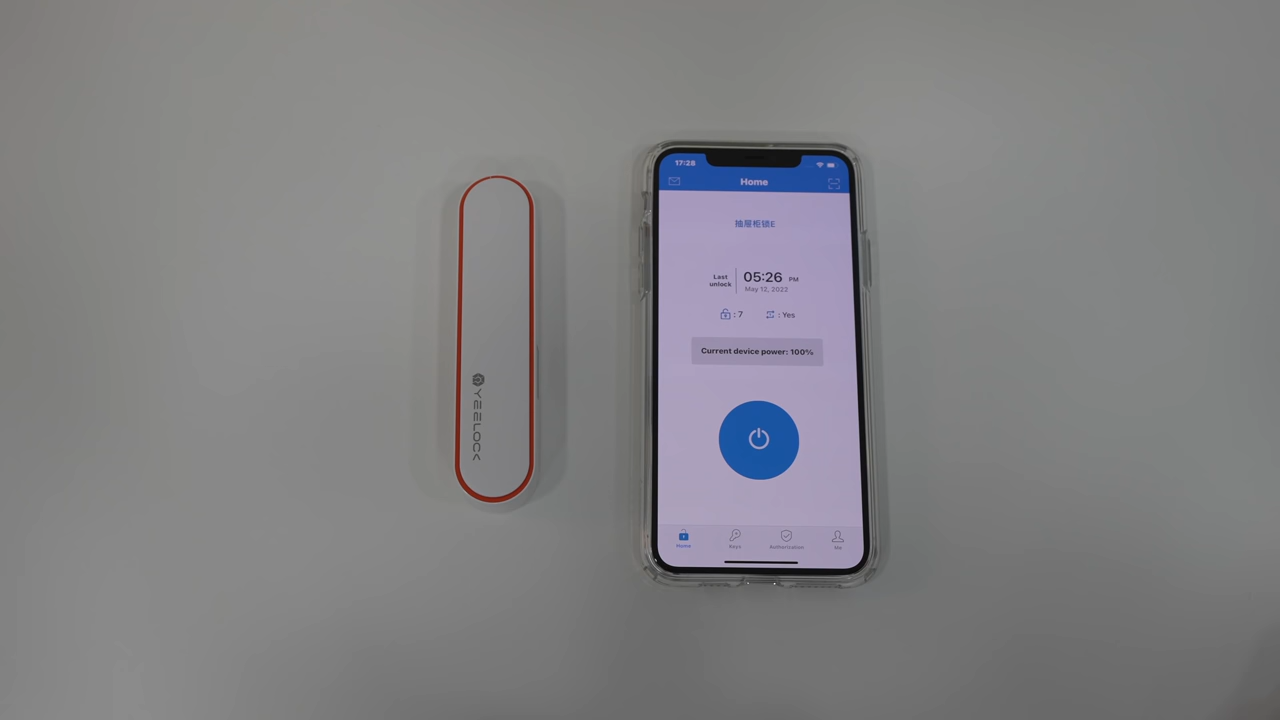 YEELOCK
17:28
Home
抽屉柜锁E
Last unlock
05:26 PM
May 12, 2022
: 7
: Yes
Current device power: 100%
Home
Keys
Authorization
Me